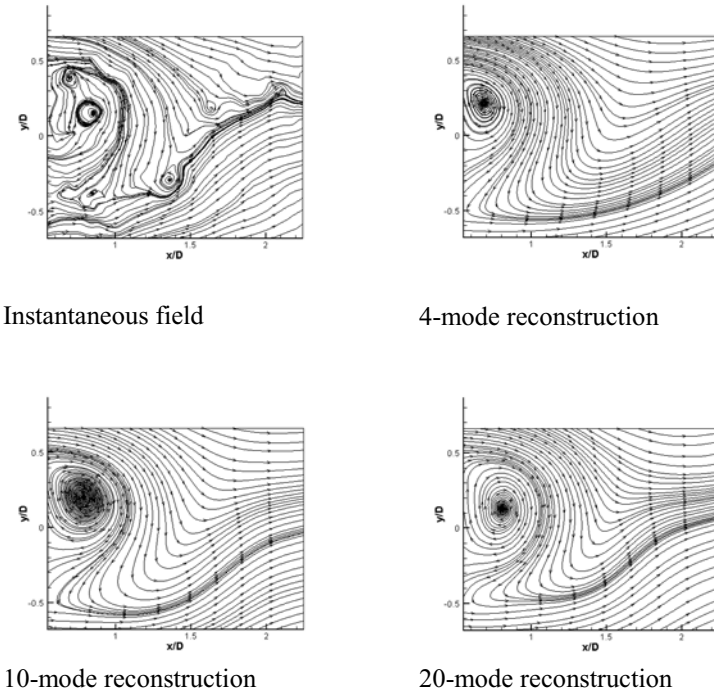 0.5
0
-0.5
y/D
1
1.5
2
x/D
Instantaneous field
0.5
0
-0.5
y/D
1
1.5
2
x/D
4-mode reconstruction
0.5
0
-0.5
y/D
1
1.5
2
x/D
10-mode reconstruction
0.5
0
-0.5
y/D
1
1.5
2
x/D
20-mode reconstruction